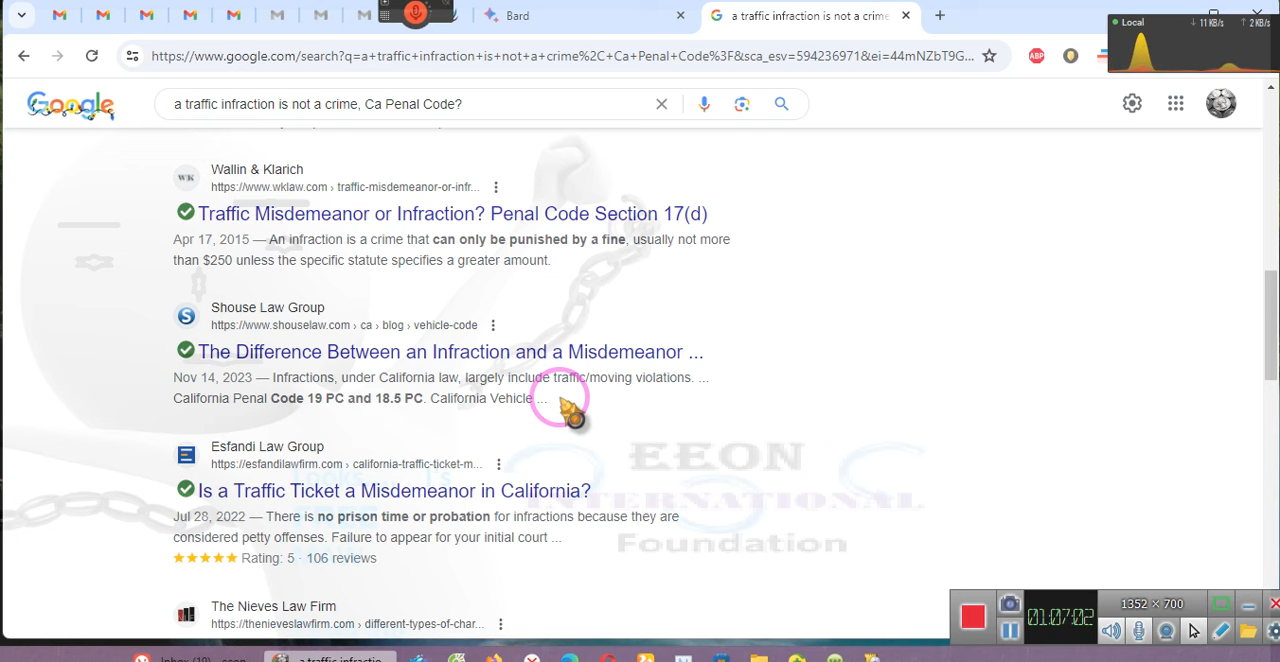 Bard
a traffic infraction is not a crime
Local
11 KB/s
2 KB/s
https://www.google.com/search?q=a+traffic+infraction+is+not+a+crime%2C+Ca+Penal+Code%3F&sca_esv=594236971&ei=44mNZbT9G...
ABP
Google
a traffic infraction is not a crime, Ca Penal Code?
WK
Wallin & Klarich
https://www.wklaw.com › traffic-misdemeanor-or-infr...
Traffic Misdemeanor or Infraction? Penal Code Section 17(d)
Apr 17, 2015 — An infraction is a crime that can only be punished by a fine, usually not more
than $250 unless the specific statute specifies a greater amount.
S
Shouse Law Group
https://www.shouselaw.com › ca › blog › vehicle-code
The Difference Between an Infraction and a Misdemeanor ...
Nov 14, 2023 — Infractions, under California law, largely include traffic/moving violations. ...
California Penal Code 19 PC and 18.5 PC. California Vehicle ...
EEON
INTERNATIONAL
Foundation
E
Esfandi Law Group
https://esfandilawfirm.com › california-traffic-ticket-m...
Is a Traffic Ticket a Misdemeanor in California?
Jul 28, 2022 — There is no prison time or probation for infractions because they are
considered petty offenses. Failure to appear for your initial court ...
Rating: 5 · 106 reviews
The Nieves Law Firm
https://thenieveslawfirm.com › different-types-of-char...
1352 × 700
01:07:02
a traffic infractio